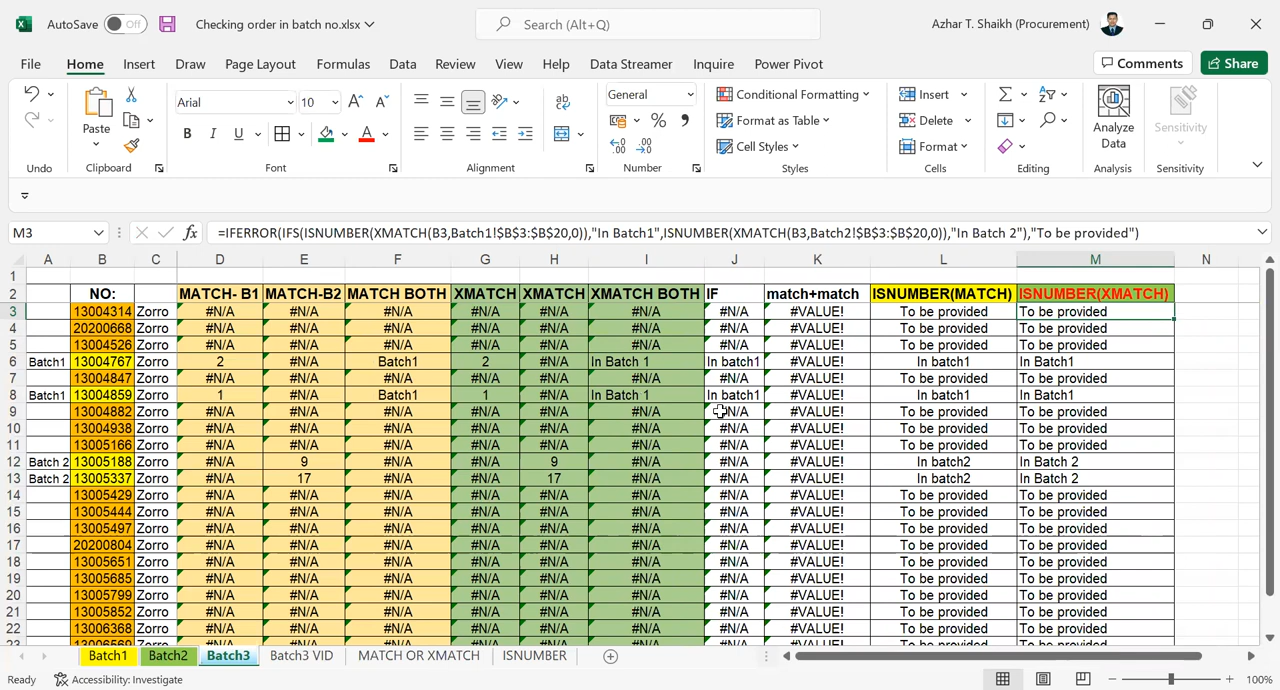 AutoSave Off Checking order in batch no.xlsx Search (Alt+Q) Azhar T. Shaikh (Procurement)
File Home Insert Draw Page Layout Formulas Data Review View Help Data Streamer Inquire Power Pivot Comments Share
Arial 10 General Conditional Formatting Insert
Paste B I U Format as Table Delete Analyze Data Sensitivity
Cell Styles Format
Undo Clipboard Font Alignment Number Styles Cells Editing Analysis Sensitivity
M3 fx =IFERROR(IFS(ISNUMBER(XMATCH(B3,Batch1!$B$3:$B$20,0)),"In Batch1",ISNUMBER(XMATCH(B3,Batch2!$B$3:$B$20,0)),"In Batch 2"),"To be provided")
A B C D E F G H I J K L M N
1
2 NO: MATCH- B1 MATCH-B2 MATCH BOTH XMATCH XMATCH XMATCH BOTH IF match+match ISNUMBER(MATCH) ISNUMBER(XMATCH)
3 13004314 Zorro #N/A #N/A #N/A #N/A #N/A #N/A #N/A #VALUE! To be provided To be provided
4 20200668 Zorro #N/A #N/A #N/A #N/A #N/A #N/A #N/A #VALUE! To be provided To be provided
5 13004526 Zorro #N/A #N/A #N/A #N/A #N/A #N/A #N/A #VALUE! To be provided To be provided
6 Batch1 13004767 Zorro 2 #N/A Batch1 2 #N/A In Batch 1 In batch1 #VALUE! In batch1 In Batch1
7 13004847 Zorro #N/A #N/A #N/A #N/A #N/A #N/A #N/A #VALUE! To be provided To be provided
8 Batch1 13004859 Zorro 1 #N/A Batch1 1 #N/A In Batch 1 In batch1 #VALUE! In batch1 In Batch1
9 13004882 Zorro #N/A #N/A #N/A #N/A #N/A #N/A #N/A #VALUE! To be provided To be provided
10 13004938 Zorro #N/A #N/A #N/A #N/A #N/A #N/A #N/A #VALUE! To be provided To be provided
11 13005166 Zorro #N/A #N/A #N/A #N/A #N/A #N/A #N/A #VALUE! To be provided To be provided
12 Batch 2 13005188 Zorro #N/A 9 #N/A #N/A 9 #N/A #N/A #VALUE! In batch2 In Batch 2
13 Batch 2 13005337 Zorro #N/A 17 #N/A #N/A 17 #N/A #N/A #VALUE! In batch2 In Batch 2
14 13005429 Zorro #N/A #N/A #N/A #N/A #N/A #N/A #N/A #VALUE! To be provided To be provided
15 13005444 Zorro #N/A #N/A #N/A #N/A #N/A #N/A #N/A #VALUE! To be provided To be provided
16 13005497 Zorro #N/A #N/A #N/A #N/A #N/A #N/A #N/A #VALUE! To be provided To be provided
17 20200804 Zorro #N/A #N/A #N/A #N/A #N/A #N/A #N/A #VALUE! To be provided To be provided
18 13005651 Zorro #N/A #N/A #N/A #N/A #N/A #N/A #N/A #VALUE! To be provided To be provided
19 13005685 Zorro #N/A #N/A #N/A #N/A #N/A #N/A #N/A #VALUE! To be provided To be provided
20 13005799 Zorro #N/A #N/A #N/A #N/A #N/A #N/A #N/A #VALUE! To be provided To be provided
21 13005852 Zorro #N/A #N/A #N/A #N/A #N/A #N/A #N/A #VALUE! To be provided To be provided
22 13006368 Zorro #N/A #N/A #N/A #N/A #N/A #N/A #N/A #VALUE! To be provided To be provided
Batch1 Batch2 Batch3 Batch3 VID MATCH OR XMATCH ISNUMBER
Ready Accessibility: Investigate 100%